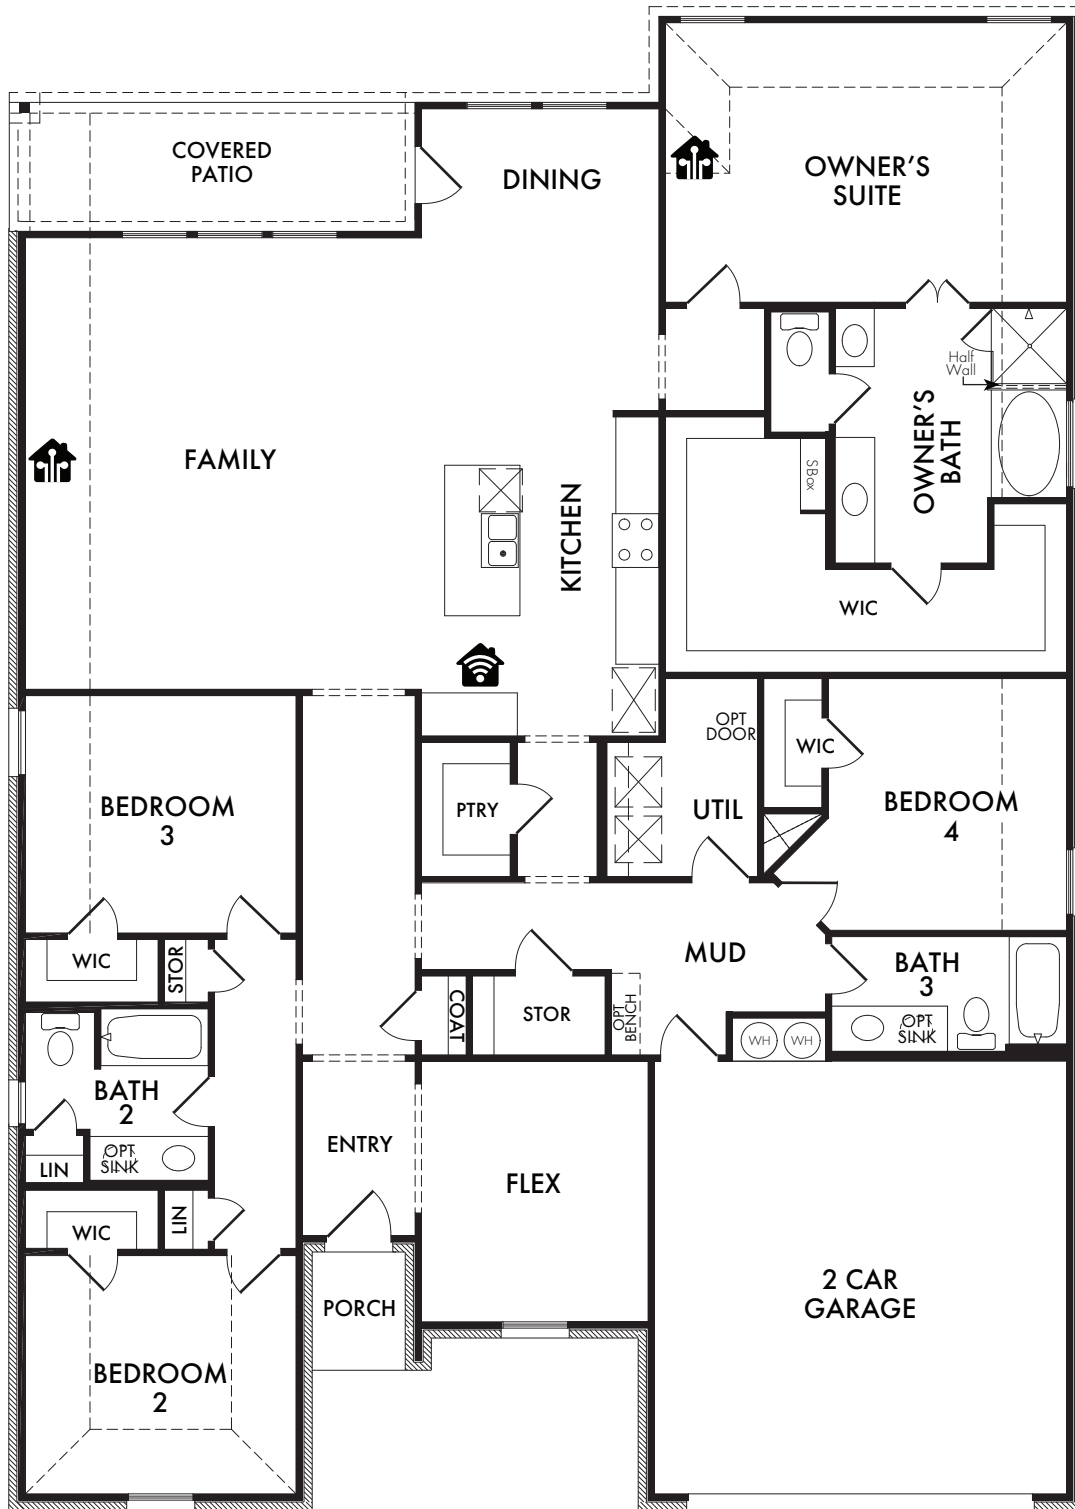 COVERED
PATIO
DINING
OWNER'S
SUITE
Half
Wall
OWNER'S
BATH
FAMILY
SBox
KITCHEN
WIC
OPT
DOOR
WIC
BEDROOM
3
PTRY
UTIL
BEDROOM
4
WIC
STOR
MUD
BATH
3
COAT
STOR
OPT
BENCH
OPT
SINK
WH
WH
BATH
2
OPT
SINK
LIN
ENTRY
FLEX
WIC
LIN
2 CAR
GARAGE
PORCH
BEDROOM
2